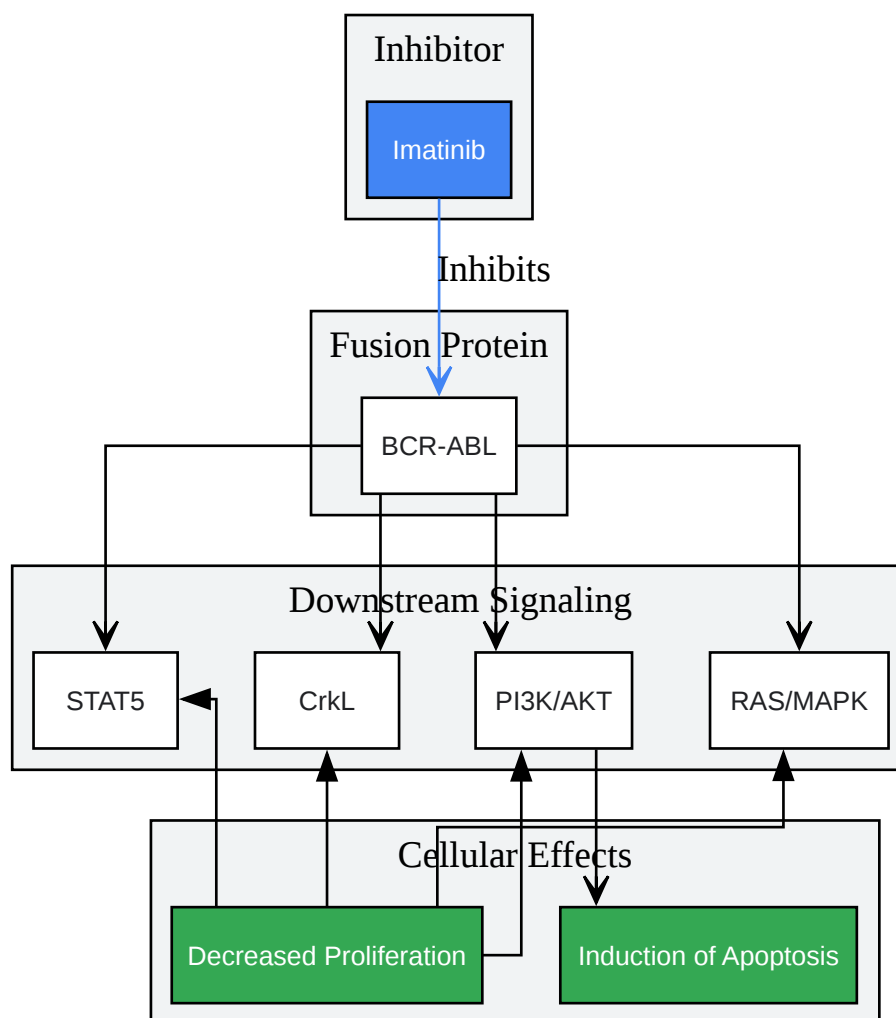 Inhibitor
Imatinib
Inhibits
Fusion Protein
BCR-ABL
Downstream Signaling
STAT5
CrkL
PI3K/AKT
RAS/MAPK
Cellular Effects
Decreased Proliferation
Induction of Apoptosis